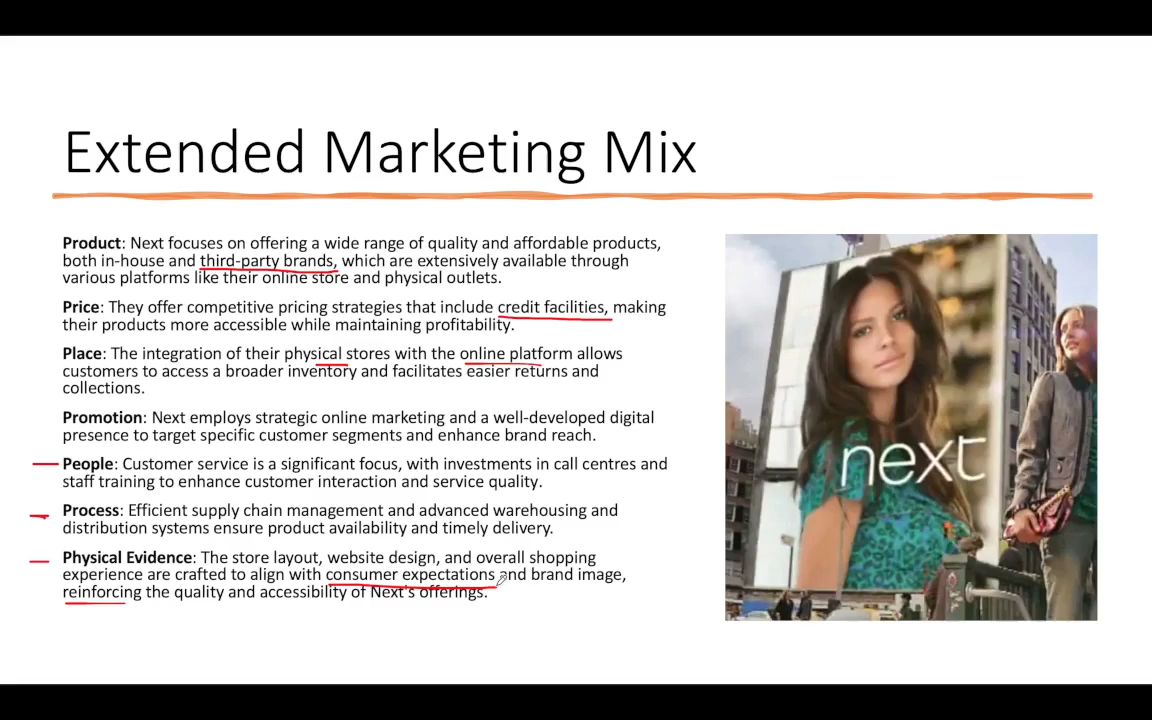 Extended Marketing Mix
Product: Next focuses on offering a wide range of quality and affordable products,
both in-house and third-party brands, which are extensively available through
various platforms like their online store and physical outlets.
Price: They offer competitive pricing strategies that include credit facilities, making
their products more accessible while maintaining profitability.
Place: The integration of their physical stores with the online platform allows
customers to access a broader inventory and facilitates easier returns and
collections.
Promotion: Next employs strategic online marketing and a well-developed digital
presence to target specific customer segments and enhance brand reach.
People: Customer service is a significant focus, with investments in call centres and
staff training to enhance customer interaction and service quality.
Process: Efficient supply chain management and advanced warehousing and
distribution systems ensure product availability and timely delivery.
Physical Evidence: The store layout, website design, and overall shopping
experience are crafted to align with consumer expectations and brand image,
reinforcing the quality and accessibility of Next's offerings.
next